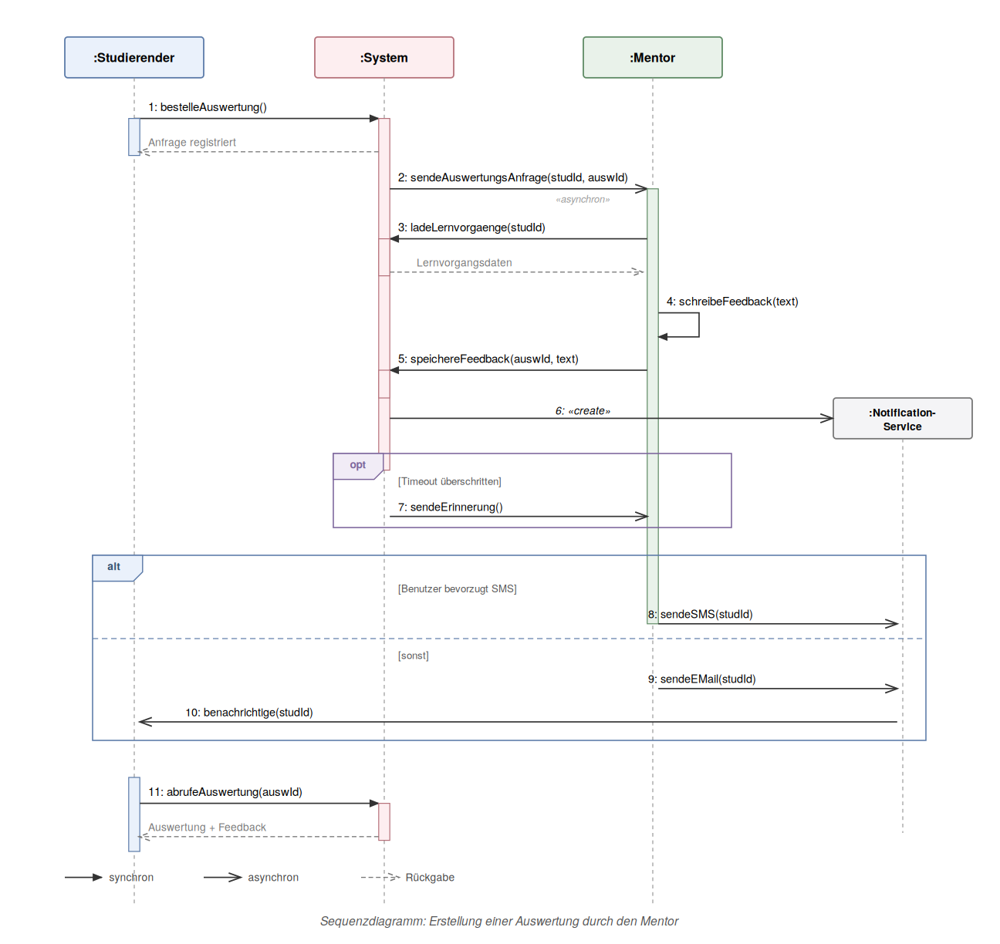 :Studierender
:System
:Mentor
1: bestelleAuswertung()
Anfrage registriert
2: sendeAuswertungsAnfrage(studId, auswId)
«asynchron»
3: ladeLernvorgaenge(studId)
Lernvorgangsdaten
4: schreibeFeedback(text)
5: speichereFeedback(auswId, text)
6: «create»
:Notification-
Service
opt
[Timeout überschritten]
7: sendeErinnerung()
alt
[Benutzer bevorzugt SMS]
8: sendeSMS(studId)
[sonst]
9: sendeEMail(studId)
10: benachrichtige(studId)
11: abrufeAuswertung(auswId)
Auswertung + Feedback
synchron
asynchron
Rückgabe
Sequenzdiagramm: Erstellung einer Auswertung durch den Mentor